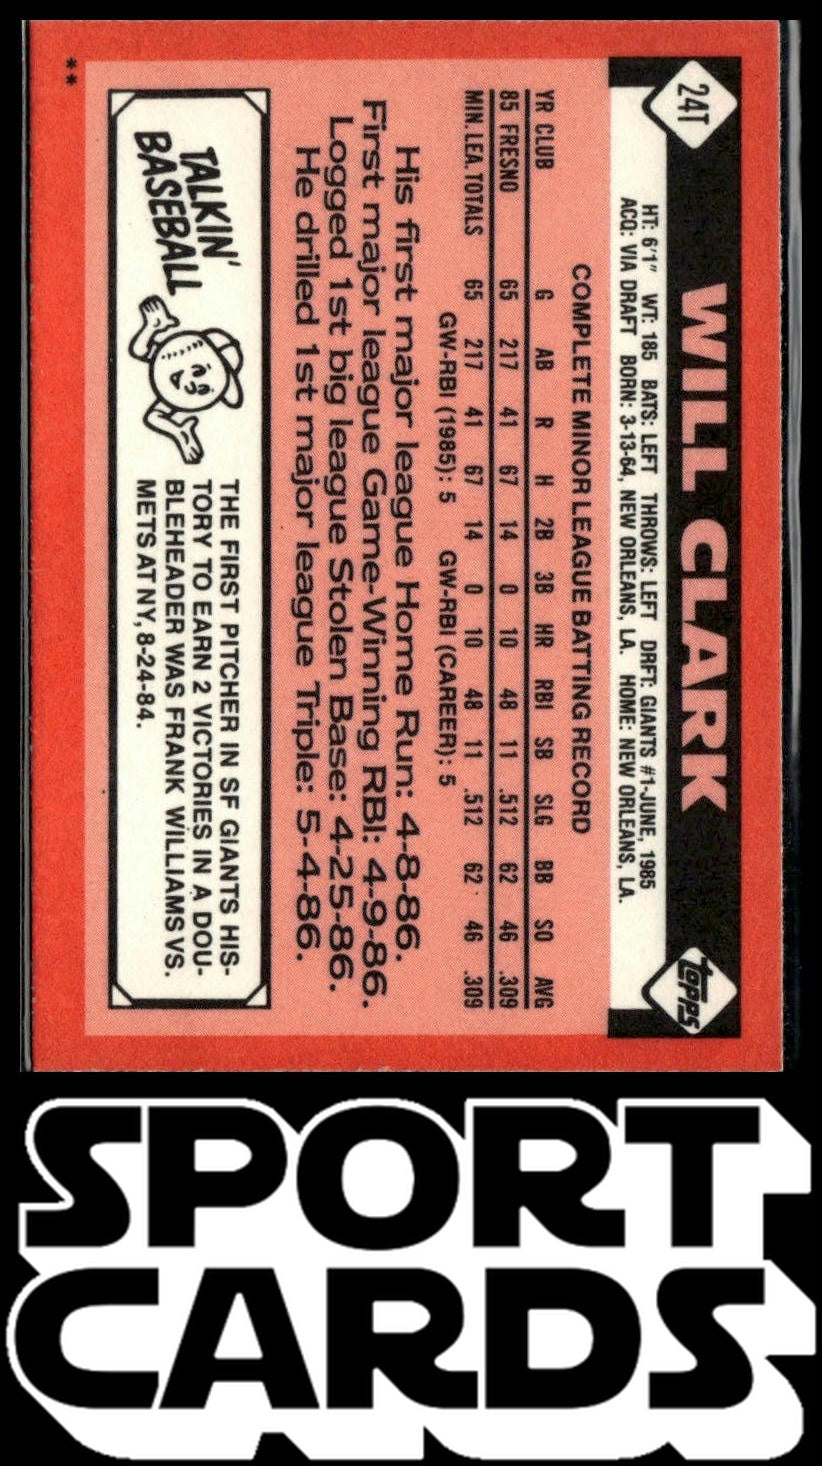 24T
WILL CLARK
topps
HT: 6'1" WT: 185 BATS: LEFT THROWS: LEFT DRFT: GIANTS #1-JUNE, 1985
ACQ: VIA DRAFT BORN: 3-13-64, NEW ORLEANS, LA. HOME: NEW ORLEANS, LA.
COMPLETE MINOR LEAGUE BATTING RECORD
YR CLUB G AB R H 2B 3B HR RBI SB SLG BB SO AVG
85 FRESNO 65 217 41 67 14 0 10 48 11 .512 62 46 .309
MIN. LEA. TOTALS 65 217 41 67 14 0 10 48 11 .512 62 46 .309
GW-RBI (1985): 5 GW-RBI (CAREER): 5
His first major league Home Run: 4-8-86.
First major league Game-Winning RBI: 4-9-86.
Logged 1st big league Stolen Base: 4-25-86.
He drilled 1st major league Triple: 5-4-86.
TALKIN'
BASEBALL
THE FIRST PITCHER IN SF GIANTS HIS-
TORY TO EARN 2 VICTORIES IN A DOU-
BLEHEADER WAS FRANK WILLIAMS VS.
METS AT NY, 8-24-84.
**
SPORT
CARDS